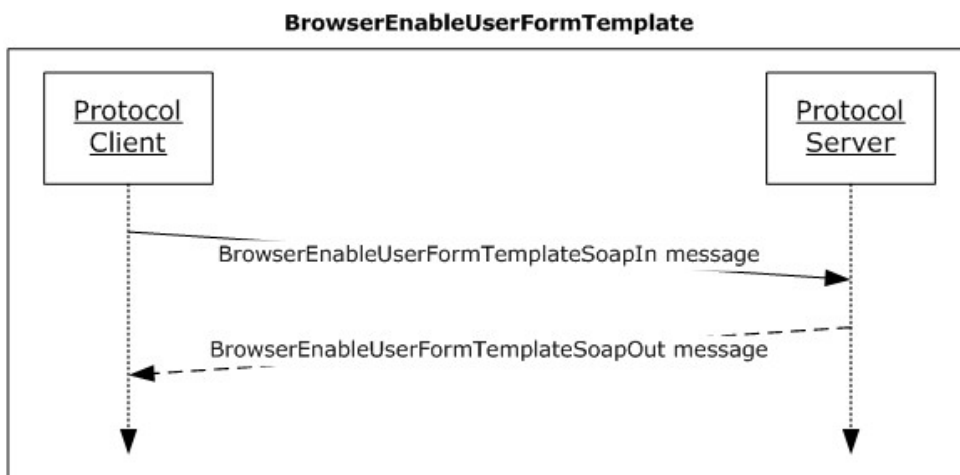 BrowserEnableUserFormTemplate
Protocol
Client
Protocol
Server
BrowserEnableUserFormTemplateSoapIn message
BrowserEnableUserFormTemplateSoapOut message